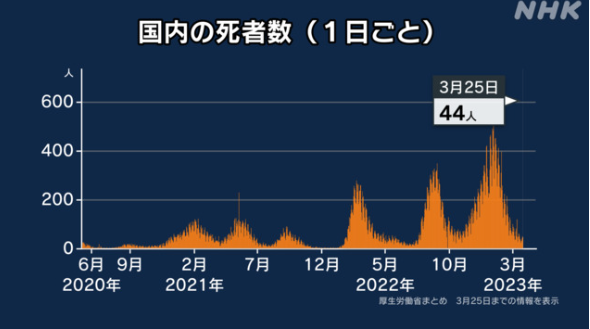 NHK
国内の死者数（１日ごと）
人
3月25日
44人
600
400
200
0
6月 9月 2月 7月 12月 5月 10月 3月
2020年 2021年 2022年 2023年
厚生労働省まとめ 3月25日までの情報を表示